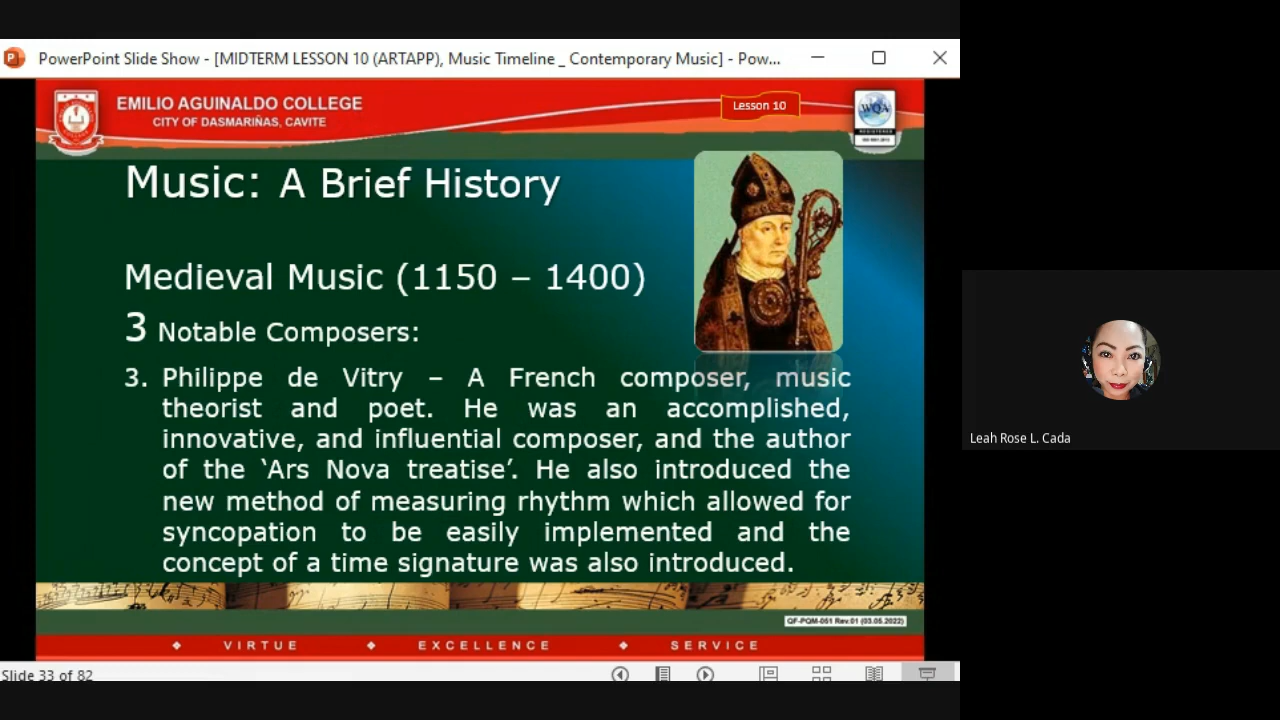 PowerPoint Slide Show - [MIDTERM LESSON 10 (ARTAPP), Music Timeline _ Contemporary Music] - Pow...
EMILIO AGUINALDO COLLEGE
CITY OF DASMARIÑAS, CAVITE
Lesson 10
WQA
Music: A Brief History
Medieval Music (1150 – 1400)
3 Notable Composers:
3. Philippe de Vitry – A French composer, music
theorist and poet. He was an accomplished,
innovative, and influential composer, and the author
of the ‘Ars Nova treatise’. He also introduced the
new method of measuring rhythm which allowed for
syncopation to be easily implemented and the
concept of a time signature was also introduced.
QF-PQM-051 Rev.01 (03.05.2022)
VIRTUE EXCELLENCE SERVICE
Slide 33 of 82
Leah Rose L. Cada